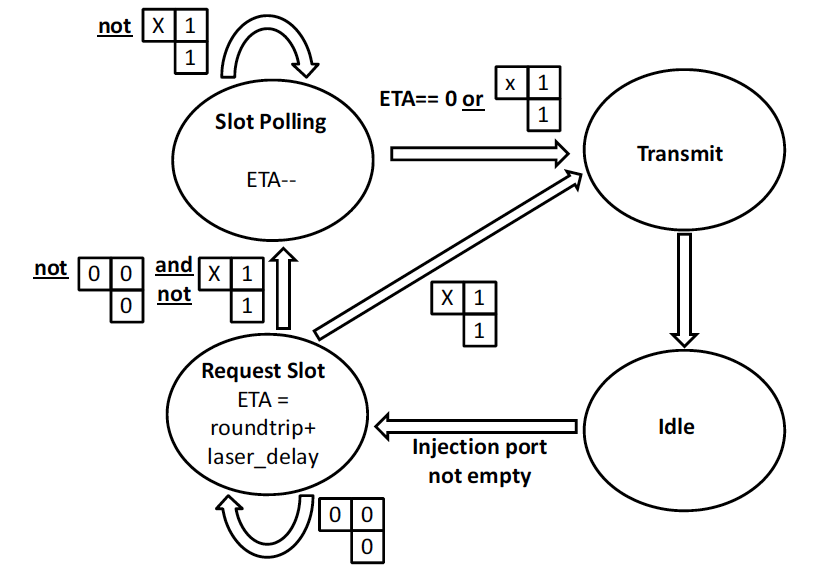 not X 1
1
Slot Polling
ETA--
ETA== 0 or x 1
1
Transmit
not 0 0 and X 1
0 not 1
X 1
1
Request Slot
ETA =
roundtrip+
laser_delay
Idle
Injection port
not empty
0 0
0